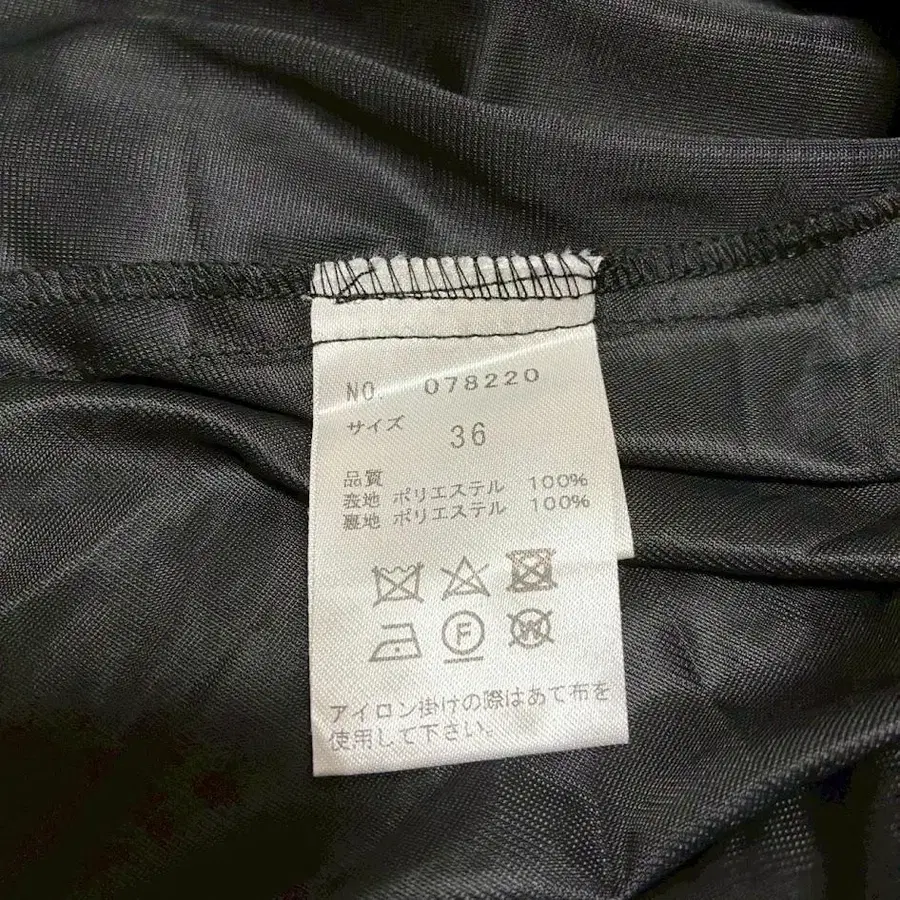 NO. 078220
サイズ 36
品質
表地 ポリエステル 100%
裏地 ポリエステル 100%
F
W
アイロン掛けの際はあて布を
使用して下さい。